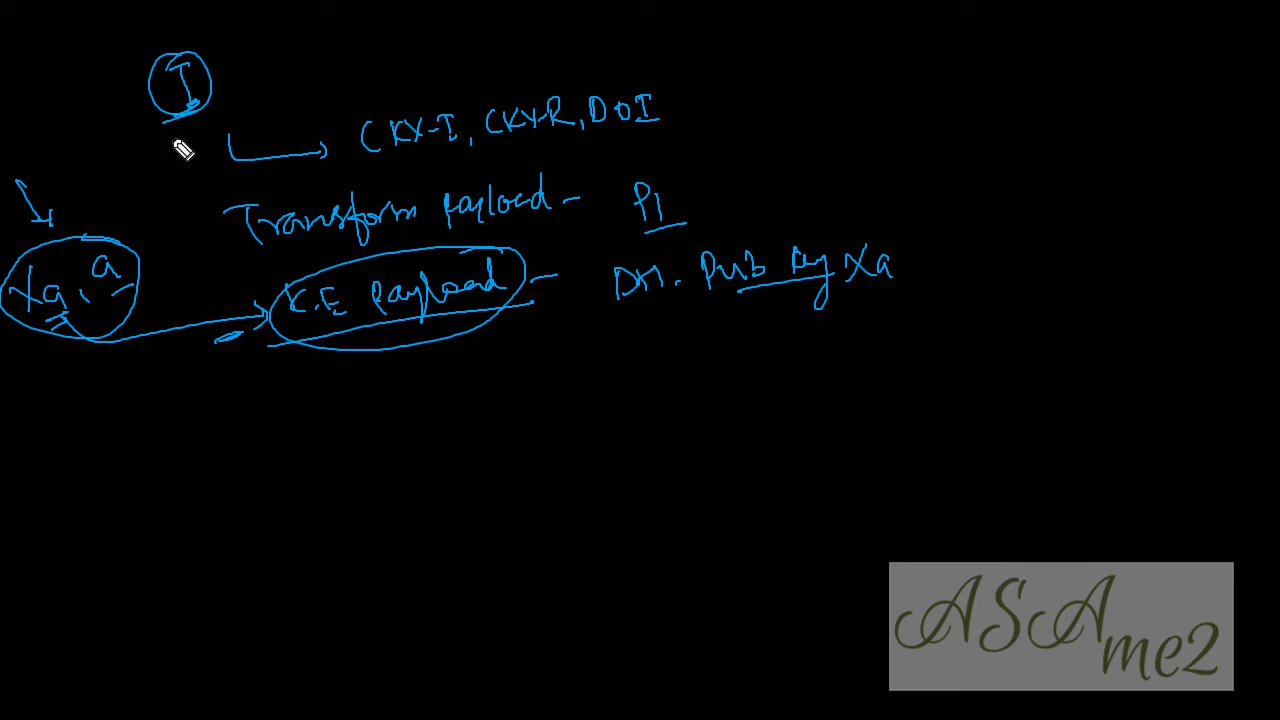 I
CKY-I, CKY-R, DOI
Transform payload - P1
Xa, a
K.E payload - DH. Pub key Xa
ASAme2